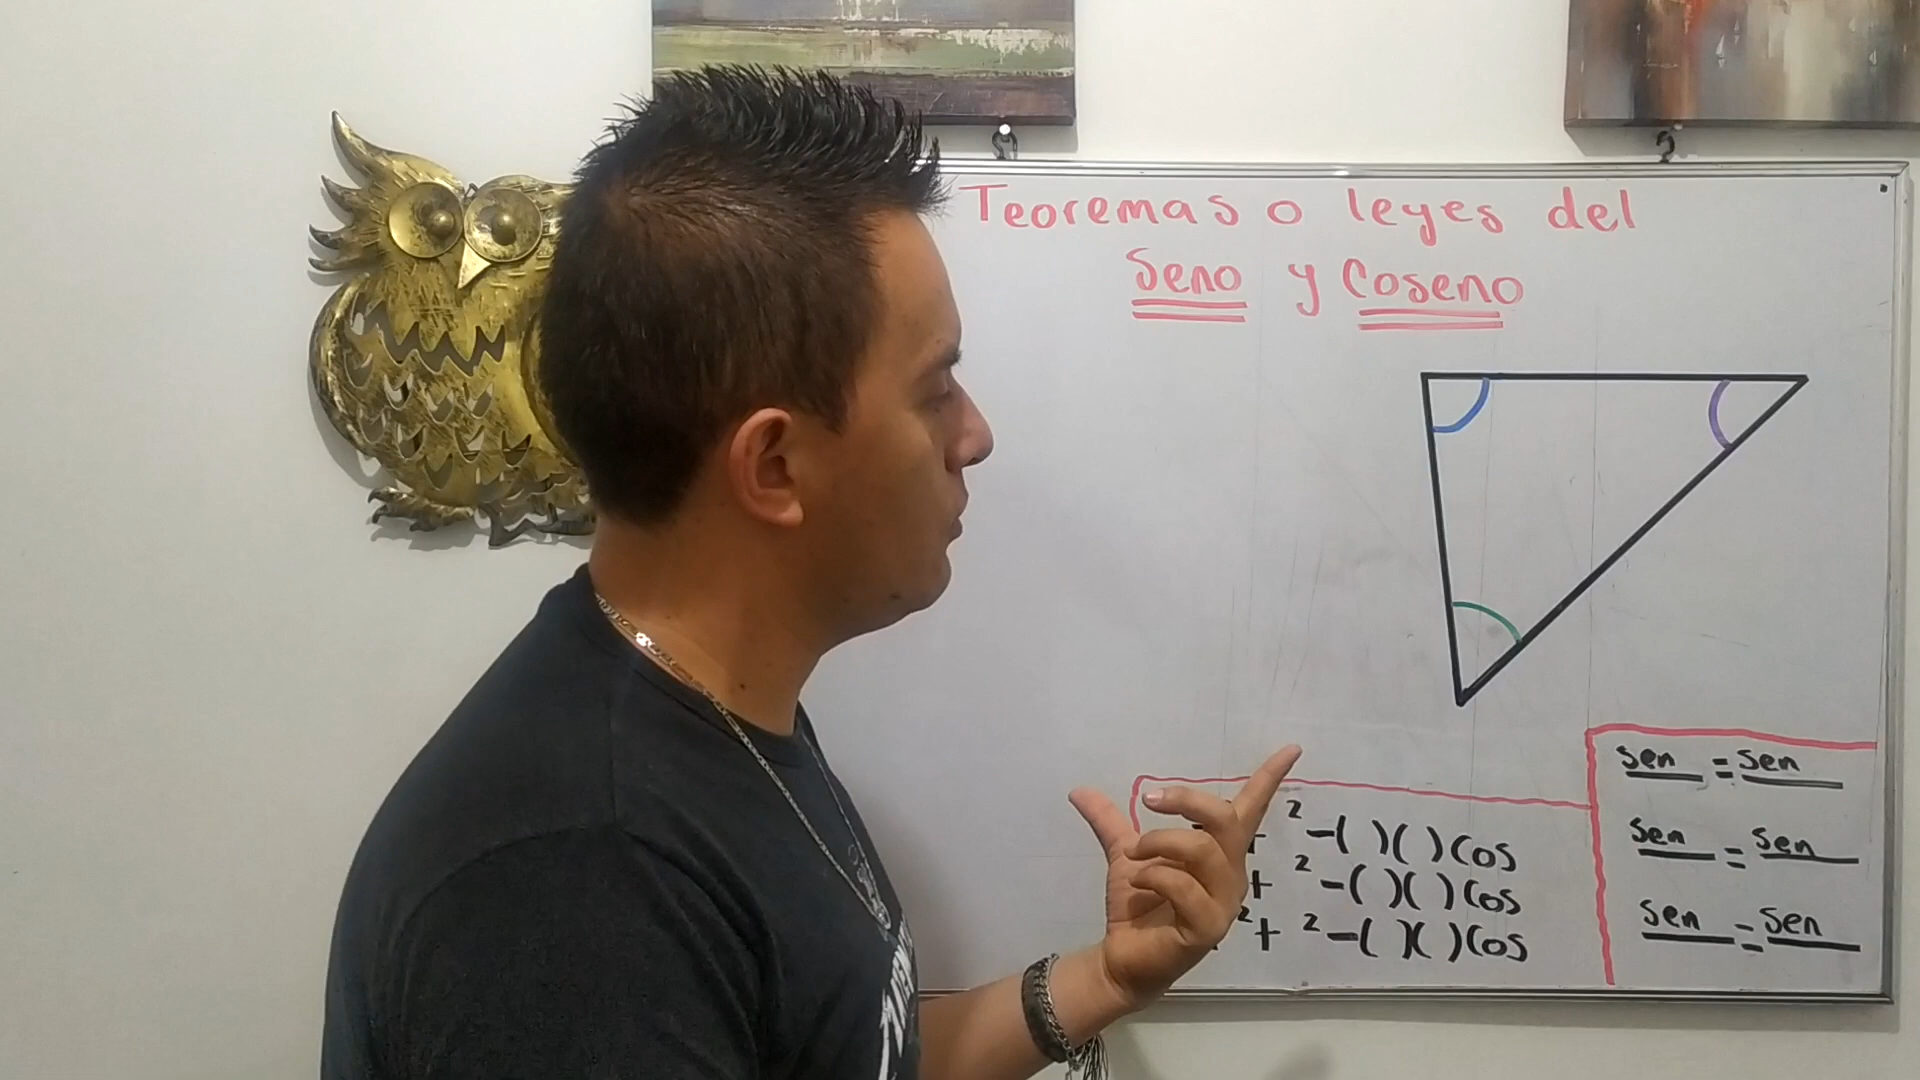 Teoremas o leyes del
Seno y Coseno
+ ²-( )( )Cos
+ ²-( )( )Cos
²+ ²-( )( )Cos
sen = sen
sen = sen
sen = sen